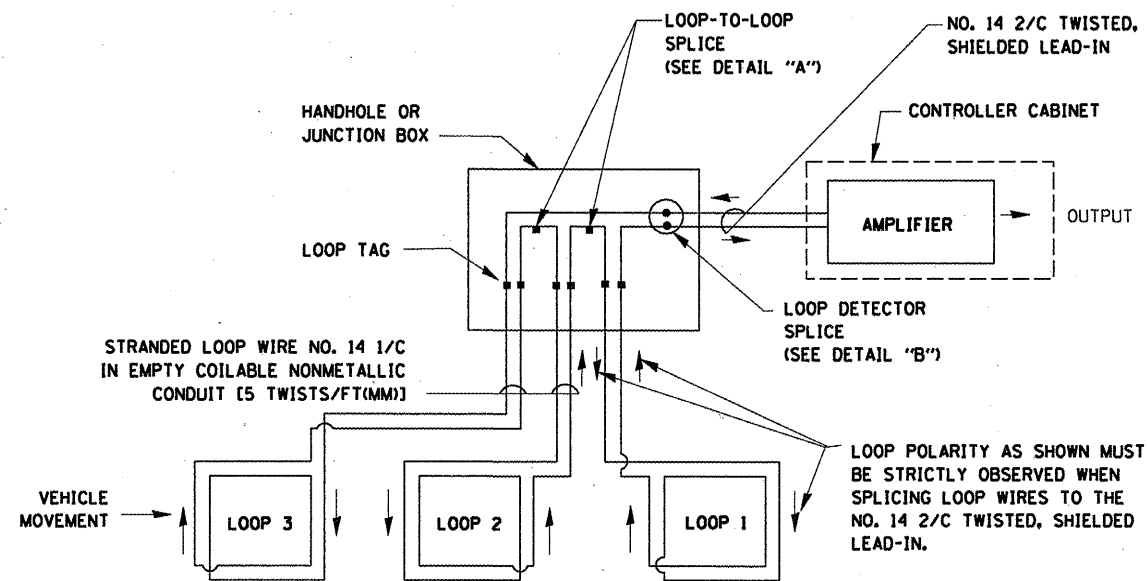 LOOP-TO-LOOP
SPLICE
(SEE DETAIL "A")
NO. 14 2/C TWISTED,
SHIELDED LEAD-IN
HANDHOLE OR
JUNCTION BOX
CONTROLLER CABINET
AMPLIFIER
OUTPUT
LOOP TAG
LOOP DETECTOR
SPLICE
(SEE DETAIL "B")
STRANDED LOOP WIRE NO. 14 1/C
IN EMPTY COILABLE NONMETALLIC
CONDUIT [5 TWISTS/FT(MM)]
LOOP POLARITY AS SHOWN MUST
BE STRICTLY OBSERVED WHEN
SPLICING LOOP WIRES TO THE
NO. 14 2/C TWISTED, SHIELDED
LEAD-IN.
VEHICLE
MOVEMENT
LOOP 3
LOOP 2
LOOP 1